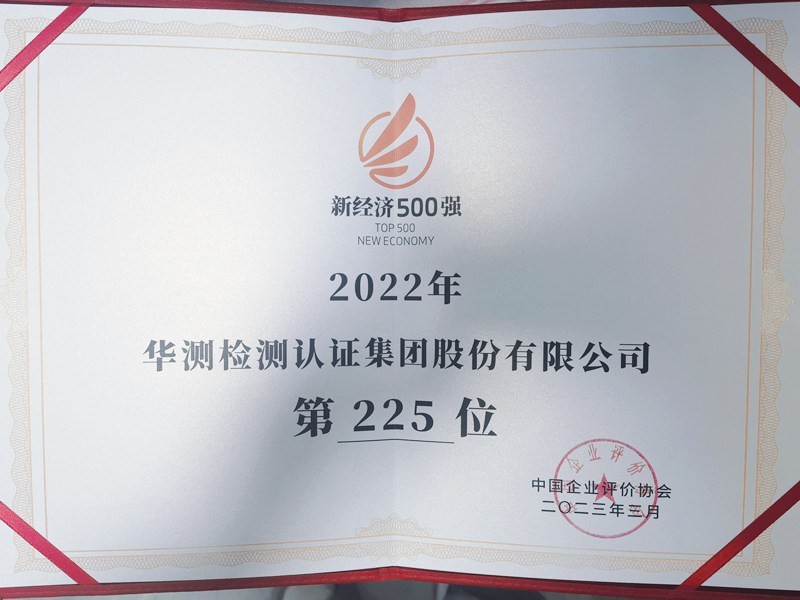 新经济500强
TOP 500
NEW ECONOMY
2022年
华测检测认证集团股份有限公司
第 225 位
中国企业评价协会
二〇二三年三月